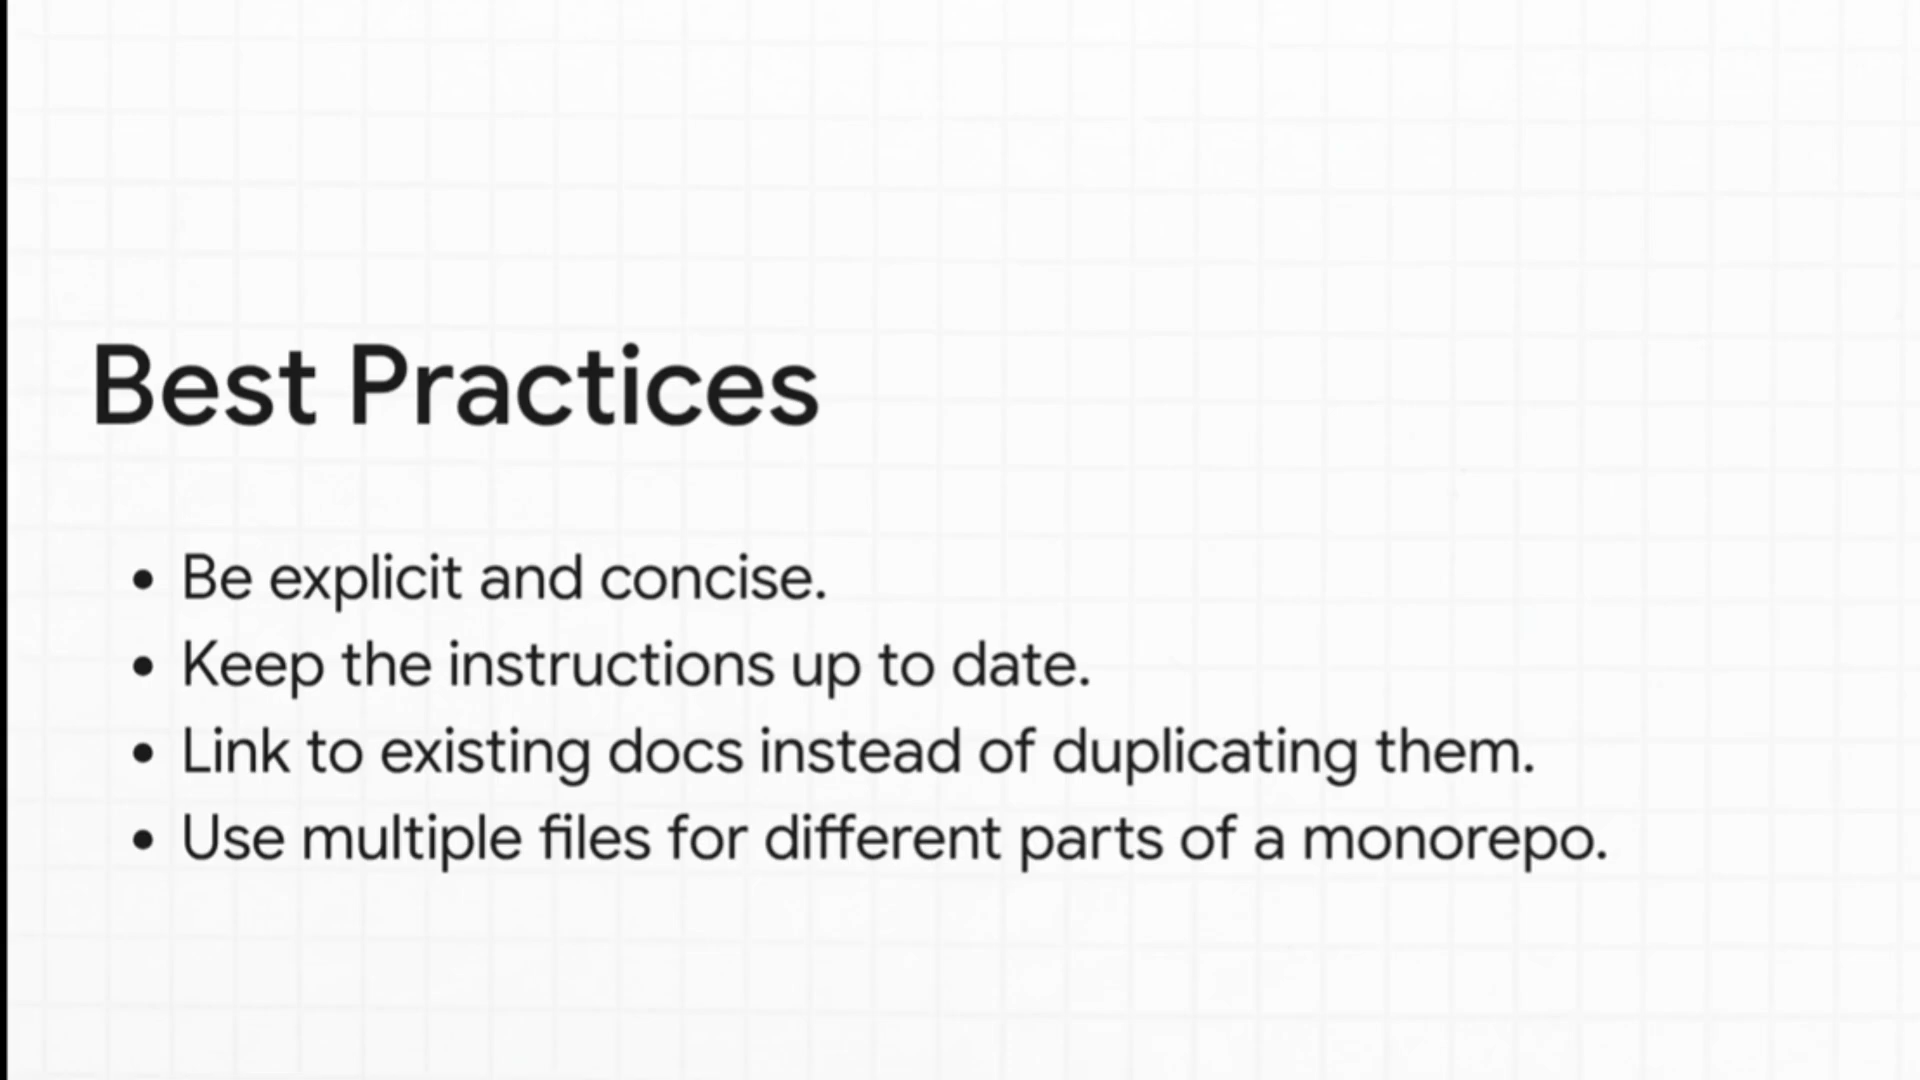 Best Practices
• Be explicit and concise.
• Keep the instructions up to date.
• Link to existing docs instead of duplicating them.
• Use multiple files for different parts of a monorepo.